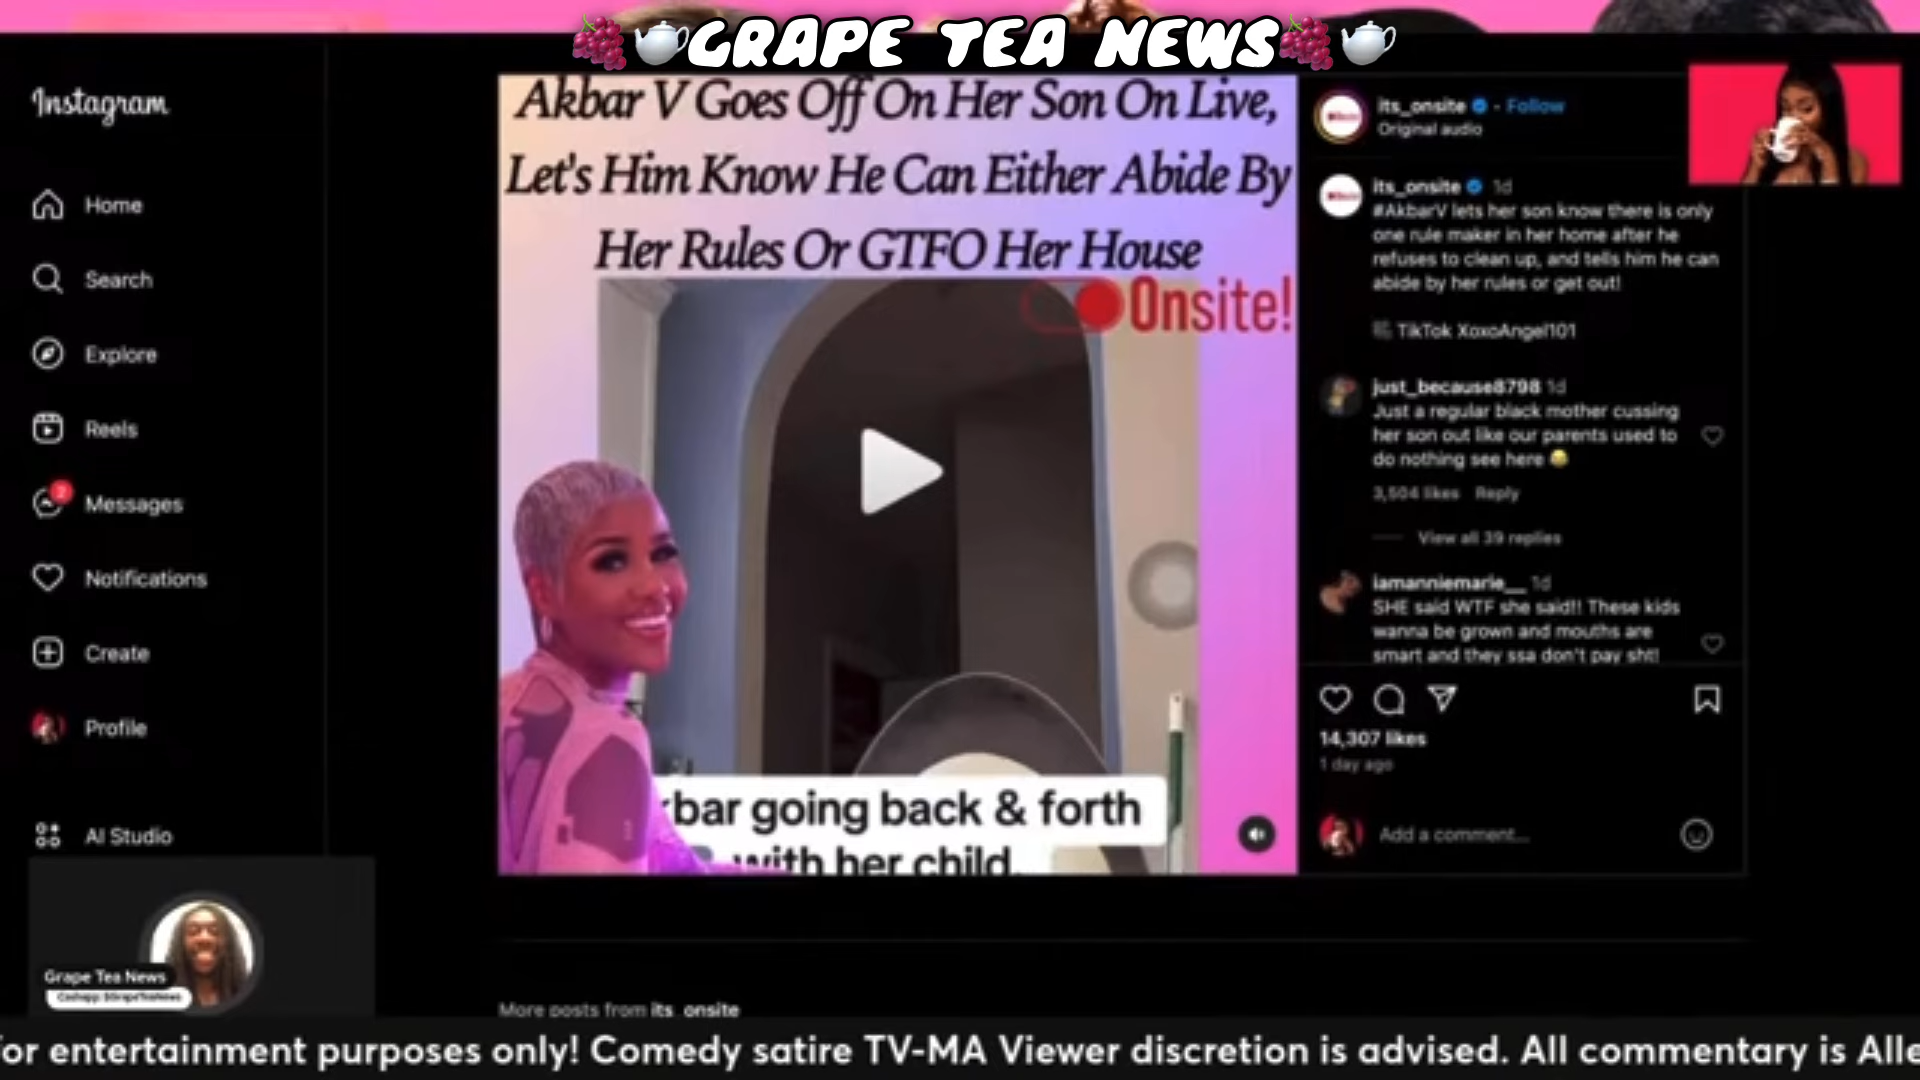 GRAPE TEA NEWS
Instagram
Home
Search
Explore
Reels
2
Messages
Notifications
Create
Profile
AI Studio
Akbar V Goes Off On Her Son On Live,
Let's Him Know He Can Either Abide By
Her Rules Or GTFO Her House
Onsite!
bar going back & forth
with her child.
its_onsite • Follow
Original audio
its_onsite 1d
#AkbarV lets her son know there is only
one rule maker in her home after he
refuses to clean up, and tells him he can
abide by her rules or get out!
TikTok XoxoAngel101
just_because8798 1d
Just a regular black mother cussing
her son out like our parents used to
do nothing see here
3,504 likes Reply
View all 39 replies
iamanniemarie__ 1d
SHE said WTF she said!! These kids
wanna be grown and mouths are
smart and they ssa don't pay sht!
14,307 likes
1 day ago
Add a comment...
Grape Tea News
Cashapp: $GrapeTeaNews
More posts from its_onsite
or entertainment purposes only! Comedy satire TV-MA Viewer discretion is advised. All commentary is Alle